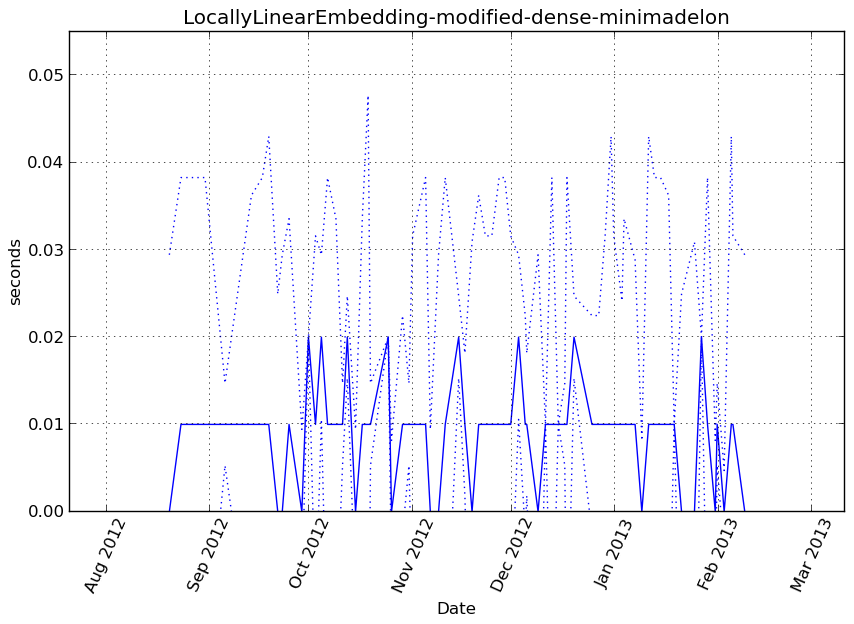 LocallyLinearEmbedding-modified-dense-minimadelon
0.05
0.04
0.03
0.02
0.01
0.00
seconds
Aug 2012
Sep 2012
Oct 2012
Nov 2012
Dec 2012
Jan 2013
Feb 2013
Mar 2013
Date